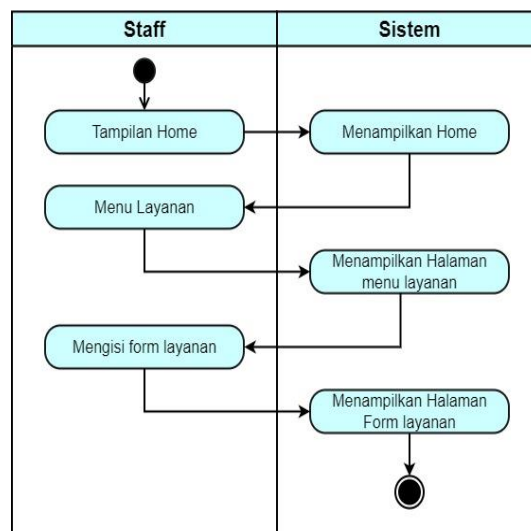 Staff
Sistem
Tampilan Home
Menampilkan Home
Menu Layanan
Menampilkan Halaman
menu layanan
Mengisi form layanan
Menampilkan Halaman
Form layanan